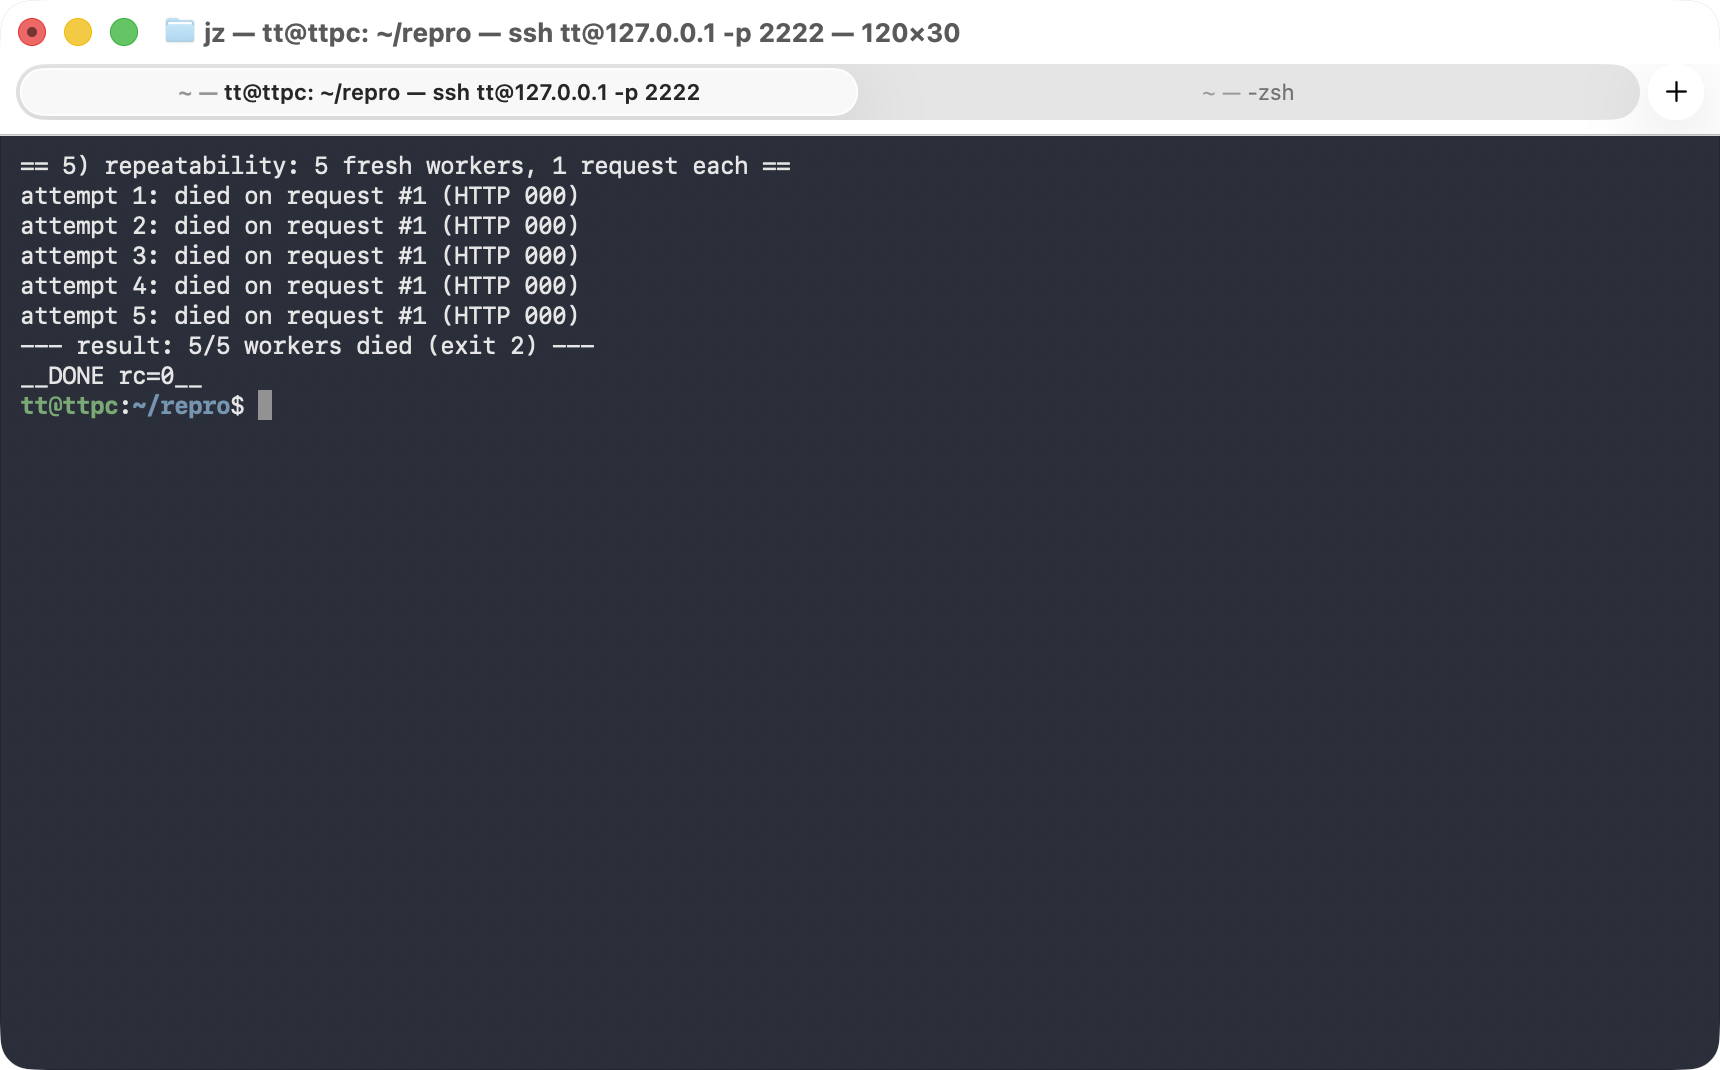 jz — tt@ttpc: ~/repro — ssh tt@127.0.0.1 -p 2222 — 120×30
~ — tt@ttpc: ~/repro — ssh tt@127.0.0.1 -p 2222
~ — -zsh
+
== 5) repeatability: 5 fresh workers, 1 request each ==
attempt 1: died on request #1 (HTTP 000)
attempt 2: died on request #1 (HTTP 000)
attempt 3: died on request #1 (HTTP 000)
attempt 4: died on request #1 (HTTP 000)
attempt 5: died on request #1 (HTTP 000)
--- result: 5/5 workers died (exit 2) ---
__DONE rc=0__
tt@ttpc:~/repro$